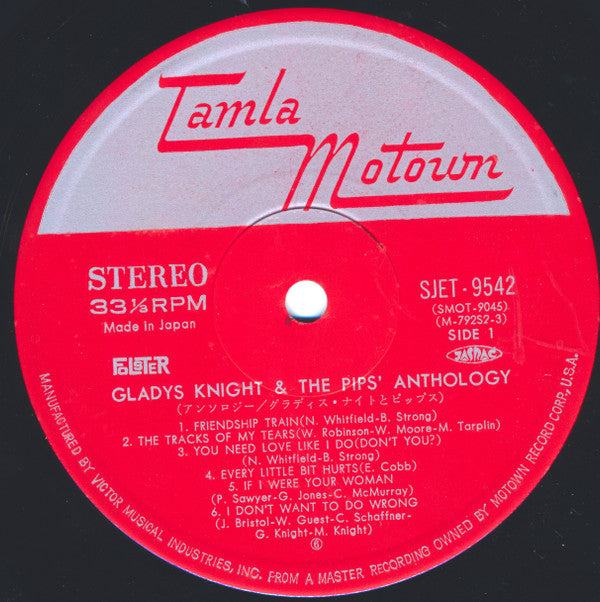 Tamla
Motown
STEREO
33 1/3 RPM
Made in Japan
SJET - 9542
(SMOT-9045)
(M-792S2-3)
SIDE 1
JASRAC
GLADYS KNIGHT & THE PIPS' ANTHOLOGY
(アンソロジー/グラディス・ナイトとピップス)
1. FRIENDSHIP TRAIN(N. Whitfield-B. Strong)
2. THE TRACKS OF MY TEARS(W. Robinson-W. Moore-M. Tarplin)
3. YOU NEED LOVE LIKE I DO(DON'T YOU?)
(N. Whitfield-B. Strong)
4. EVERY LITTLE BIT HURTS(E. Cobb)
5. IF I WERE YOUR WOMAN
(P. Sawyer-G. Jones-C. McMurray)
6. I DON'T WANT TO DO WRONG
(J. Bristol-W. Guest-C. Schaffner-
G. Knight-M. Knight)
⑥
MANUFACTURED BY VICTOR MUSICAL INDUSTRIES, INC. FROM A MASTER RECORDING OWNED BY MOTOWN RECORD CORP, U.S.A.